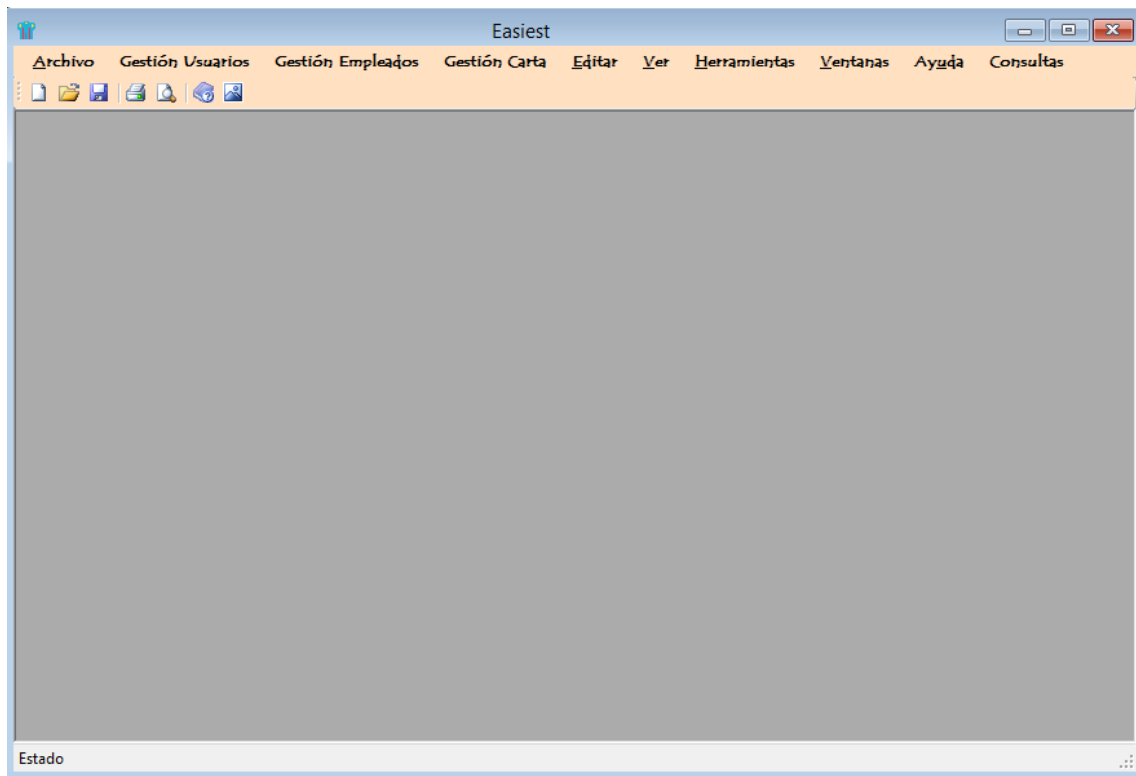 Easiest
Archivo Gestión Usuarios Gestión Empleados Gestión Carta Editar Ver Herramientas Ventanas Ayuda Consultas
Estado